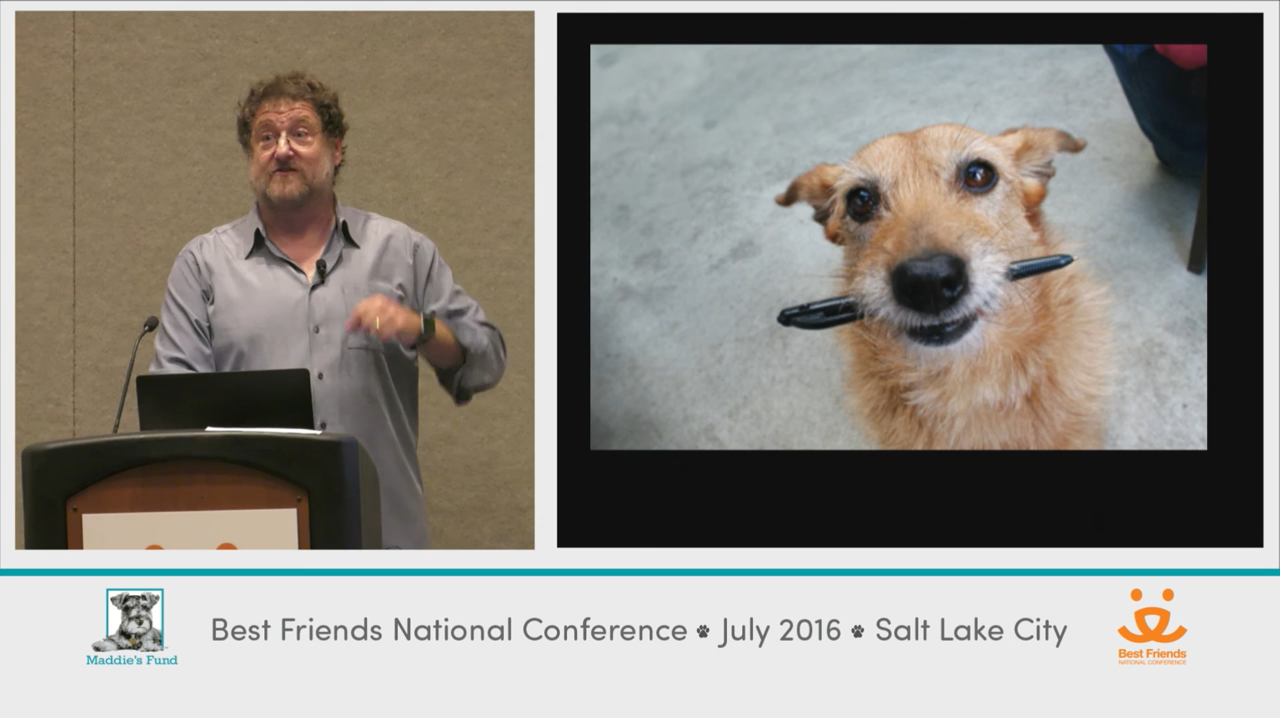 Maddie's Fund
Best Friends National Conference July 2016 Salt Lake City
Best Friends
NATIONAL CONFERENCE